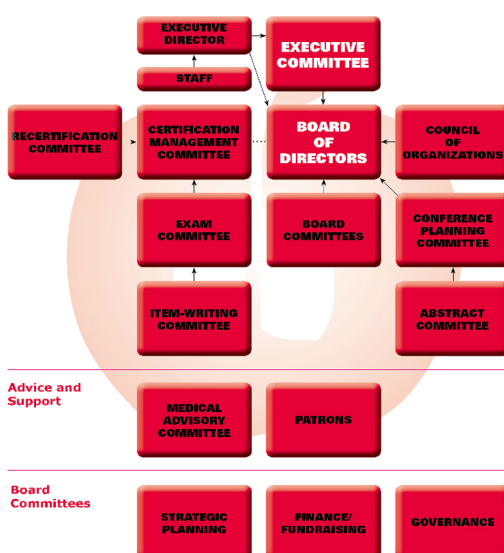 EXECUTIVE
DIRECTOR
EXECUTIVE
COMMITTEE
STAFF
RECERTIFICATION
COMMITTEE
CERTIFICATION
MANAGEMENT
COMMITTEE
BOARD
OF
DIRECTORS
COUNCIL
OF
ORGANIZATIONS
EXAM
COMMITTEE
BOARD
COMMITTEES
CONFERENCE
PLANNING
COMMITTEE
ITEM-WRITING
COMMITTEE
ABSTRACT
COMMITTEE
Advice and
Support
MEDICAL
ADVISORY
COMMITTEE
PATRONS
Board
Committees
STRATEGIC
PLANNING
FINANCE/
FUNDRAISING
GOVERNANCE